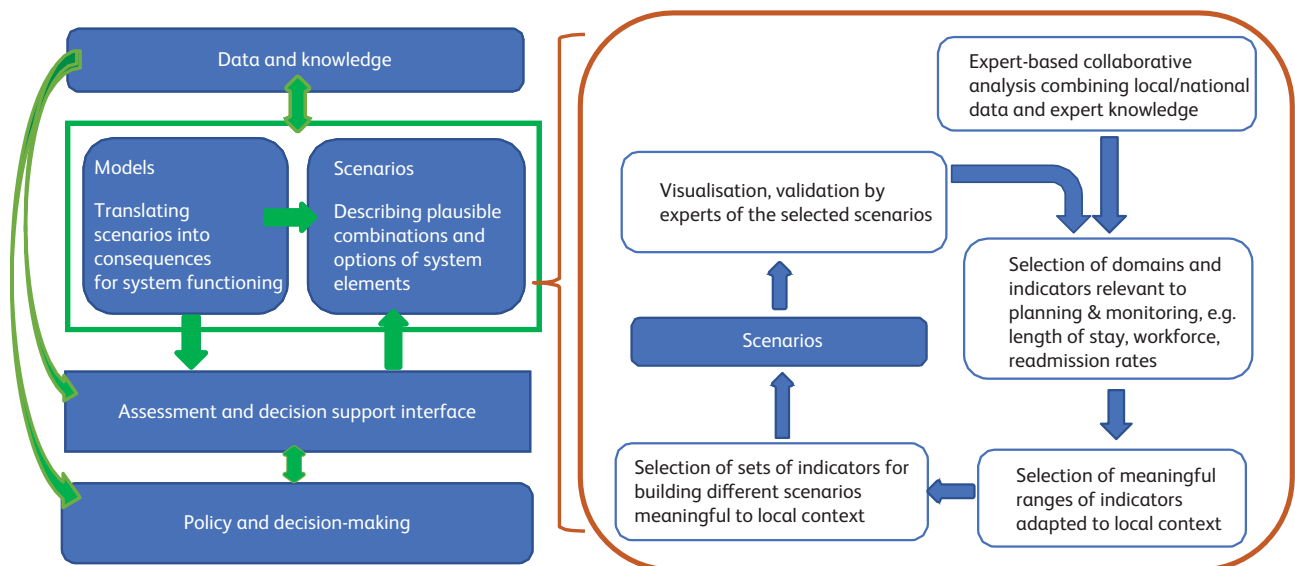 Data and knowledge
Models
Translating
scenarios into
consequences
for system functioning
Scenarios
Describing plausible
combinations and
options of system
elements
Assessment and decision support interface
Policy and decision-making
Expert-based collaborative
analysis combining local/national
data and expert knowledge
Visualisation, validation by
experts of the selected scenarios
Selection of domains and
indicators relevant to
planning & monitoring, e.g.
length of stay, workforce,
readmission rates
Scenarios
Selection of sets of indicators for
building different scenarios
meaningful to local context
Selection of meaningful
ranges of indicators
adapted to local context